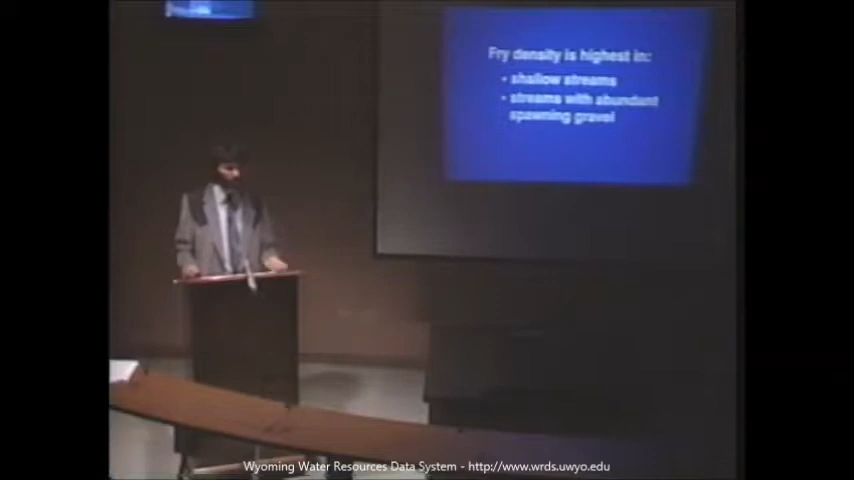 Fry density is highest in:
• shallow streams
• streams with abundant
spawning gravel
Wyoming Water Resources Data System - http://www.wrds.uwyo.edu